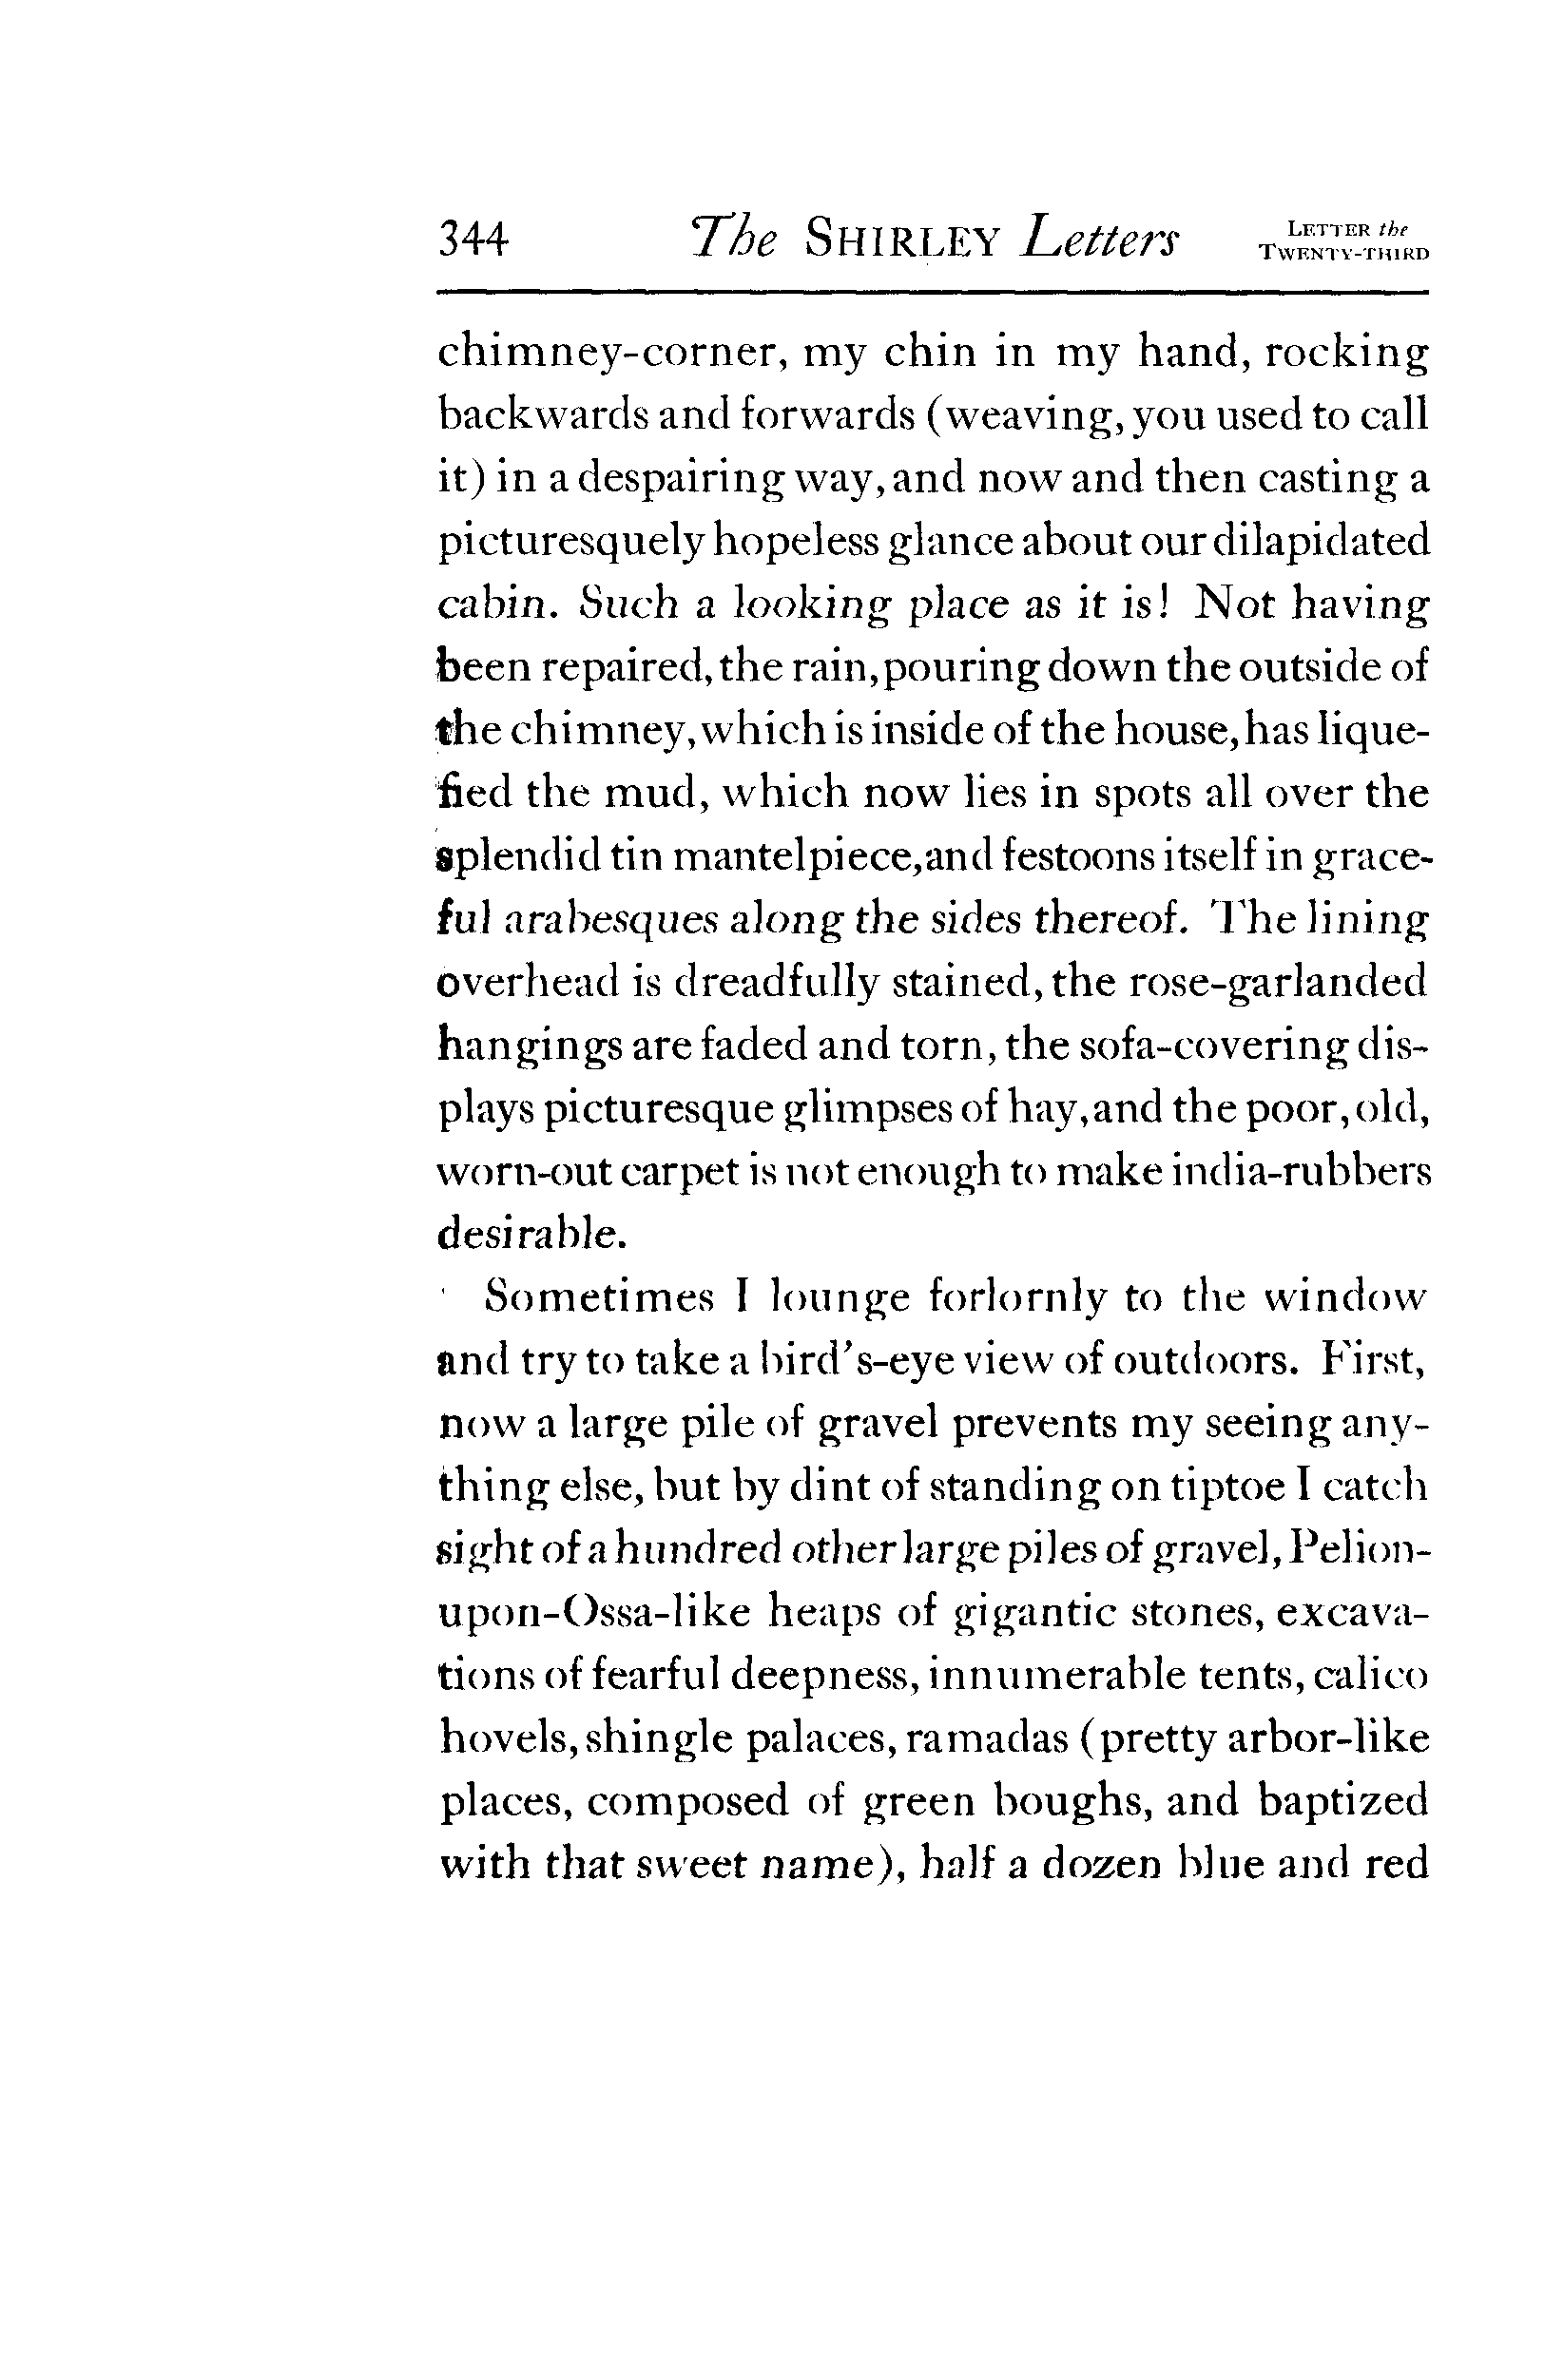 344 The SHIRLEY Letters LETTER the TWENTY-THIRD
chimney-corner, my chin in my hand, rocking
backwards and forwards (weaving, you used to call
it) in a despairing way, and now and then casting a
picturesquely hopeless glance about our dilapidated
cabin. Such a looking place as it is! Not having
been repaired, the rain, pouring down the outside of
the chimney, which is inside of the house, has lique-
fied the mud, which now lies in spots all over the
splendid tin mantelpiece, and festoons itself in grace-
ful arabesques along the sides thereof. The lining
overhead is dreadfully stained, the rose-garlanded
hangings are faded and torn, the sofa-covering dis-
plays picturesque glimpses of hay, and the poor, old,
worn-out carpet is not enough to make india-rubbers
desirable.
Sometimes I lounge forlornly to the window
and try to take a bird's-eye view of outdoors. First,
now a large pile of gravel prevents my seeing any-
thing else, but by dint of standing on tiptoe I catch
sight of a hundred other large piles of gravel, Pelion-
upon-Ossa-like heaps of gigantic stones, excava-
tions of fearful deepness, innumerable tents, calico
hovels, shingle palaces, ramadas (pretty arbor-like
places, composed of green boughs, and baptized
with that sweet name), half a dozen blue and red